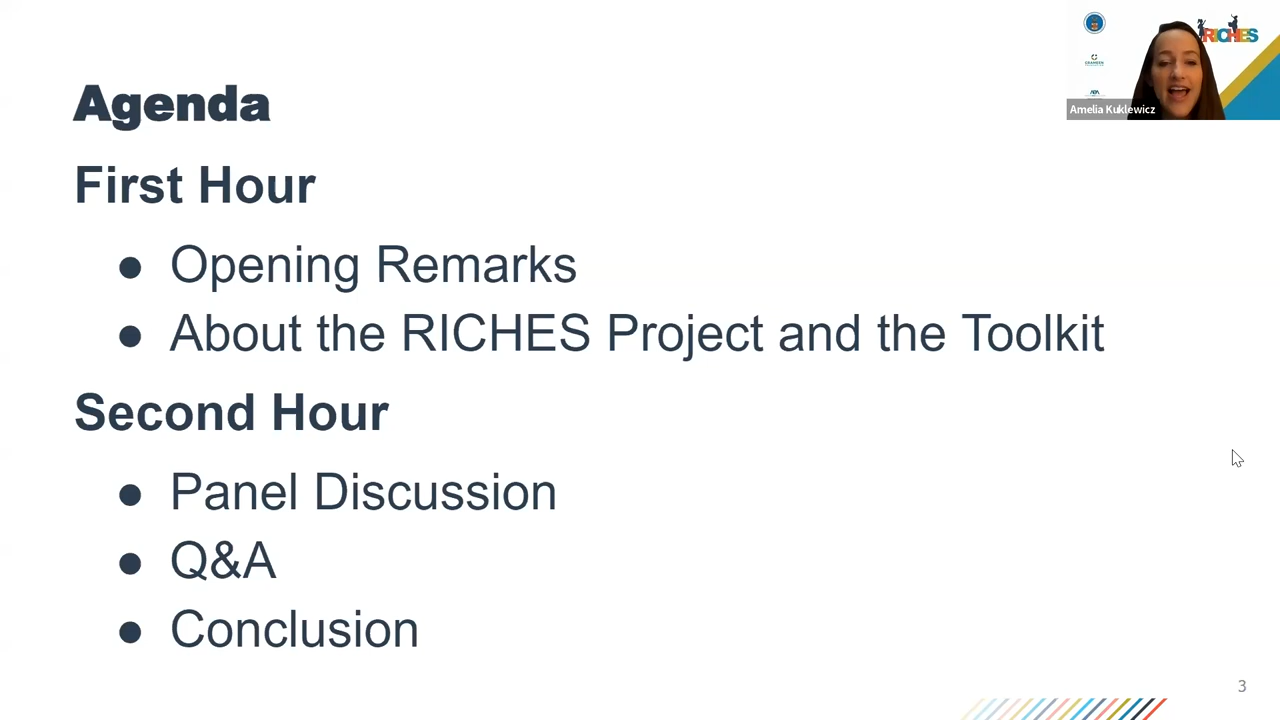 RICHES
GRAMEEN
Amelia Kuklewicz
Agenda
First Hour
● Opening Remarks
● About the RICHES Project and the Toolkit
Second Hour
● Panel Discussion
● Q&A
● Conclusion
3